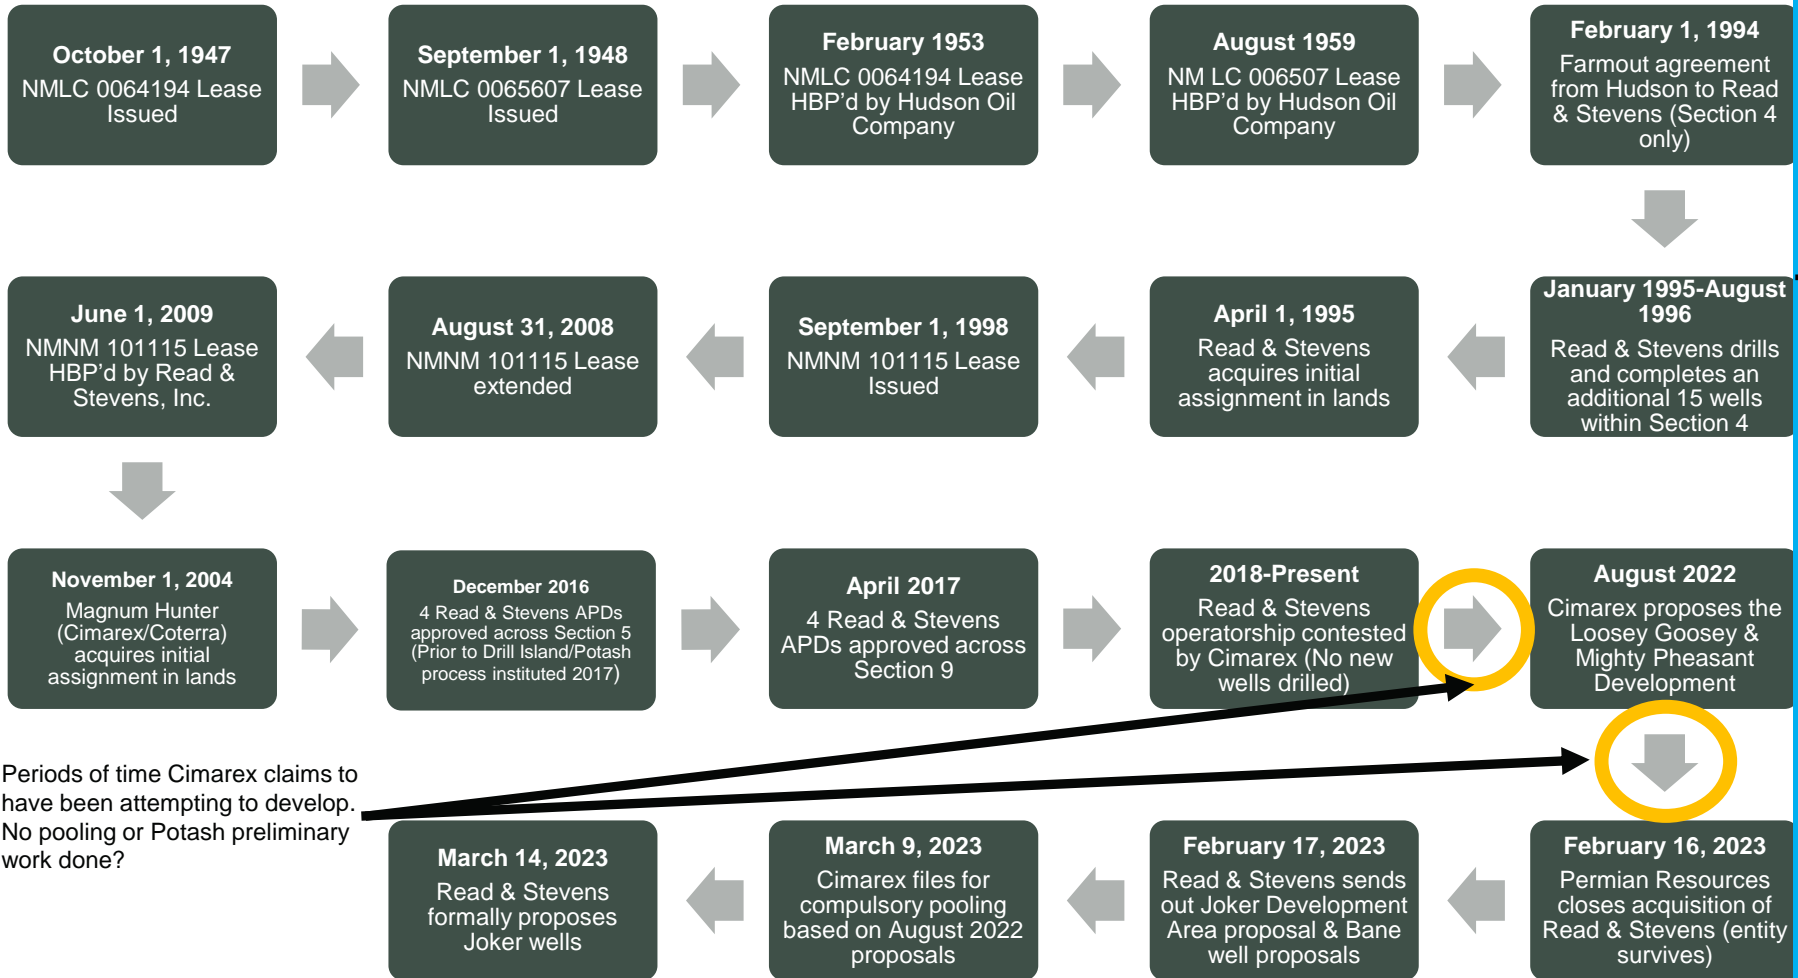 October 1, 1947
NMLC 0064194 Lease
Issued
September 1, 1948
NMLC 0065607 Lease
Issued
February 1953
NMLC 0064194 Lease
HBP'd by Hudson Oil
Company
August 1959
NM LC 006507 Lease
HBP'd by Hudson Oil
Company
February 1, 1994
Farmout agreement
from Hudson to Read
& Stevens (Section 4
only)
January 1995-August
1996
Read & Stevens drills
and completes an
additional 15 wells
within Section 4
April 1, 1995
Read & Stevens
acquires initial
assignment in lands
September 1, 1998
NMNM 101115 Lease
Issued
August 31, 2008
NMNM 101115 Lease
extended
June 1, 2009
NMNM 101115 Lease
HBP'd by Read &
Stevens, Inc.
November 1, 2004
Magnum Hunter
(Cimarex/Coterra)
acquires initial
assignment in lands
December 2016
4 Read & Stevens APDs
approved across Section 5
(Prior to Drill Island/Potash
process instituted 2017)
April 2017
4 Read & Stevens
APDs approved across
Section 9
2018-Present
Read & Stevens
operatorship contested
by Cimarex (No new
wells drilled)
August 2022
Cimarex proposes the
Loosey Goosey &
Mighty Pheasant
Development
February 16, 2023
Permian Resources
closes acquisition of
Read & Stevens (entity
survives)
February 17, 2023
Read & Stevens sends
out Joker Development
Area proposal & Bane
well proposals
March 9, 2023
Cimarex files for
compulsory pooling
based on August 2022
proposals
March 14, 2023
Read & Stevens
formally proposes
Joker wells
Periods of time Cimarex claims to
have been attempting to develop.
No pooling or Potash preliminary
work done?